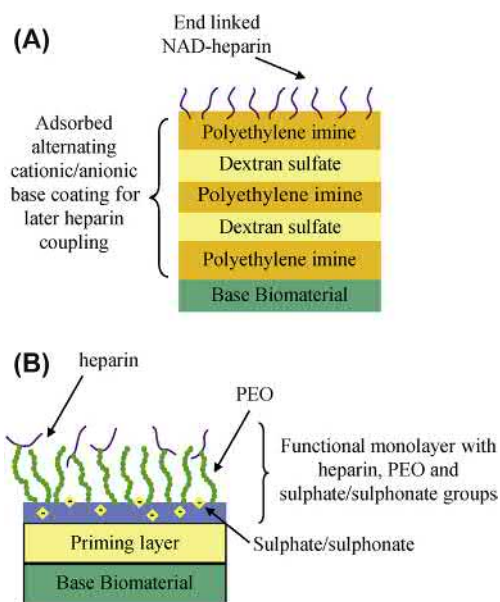 (A)
End linked
NAD-heparin
Adsorbed
alternating
cationic/anionic
base coating for
later heparin
coupling
Polyethylene imine
Dextran sulfate
Polyethylene imine
Dextran sulfate
Polyethylene imine
Base Biomaterial
(B)
heparin
PEO
Functional monolayer with
heparin, PEO and
sulphate/sulphonate groups
Sulphate/sulphonate
Priming layer
Base Biomaterial